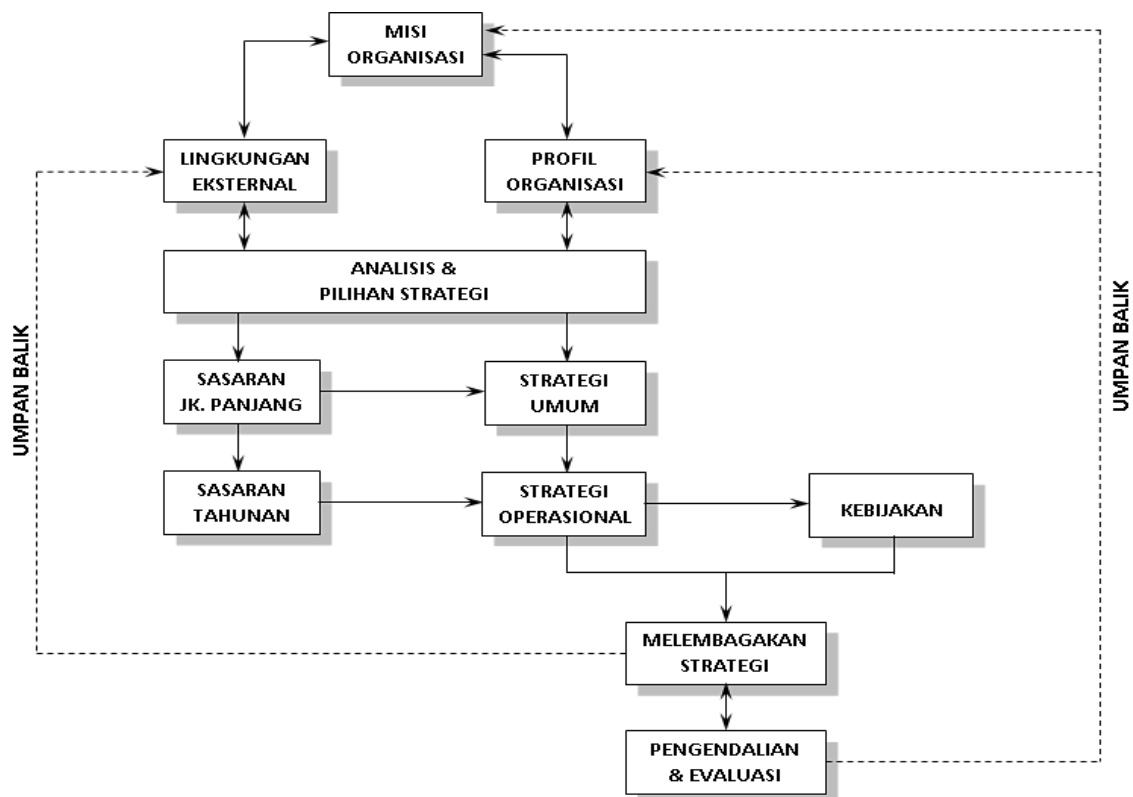 MISI
ORGANISASI
LINGKUNGAN
EKSTERNAL
PROFIL
ORGANISASI
ANALISIS &
PILIHAN STRATEGI
UMPAN BALIK
UMPAN BALIK
SASARAN
JK. PANJANG
STRATEGI
UMUM
SASARAN
TAHUNAN
STRATEGI
OPERASIONAL
KEBIJAKAN
MELEMBAGAKAN
STRATEGI
PENGENDALIAN
& EVALUASI